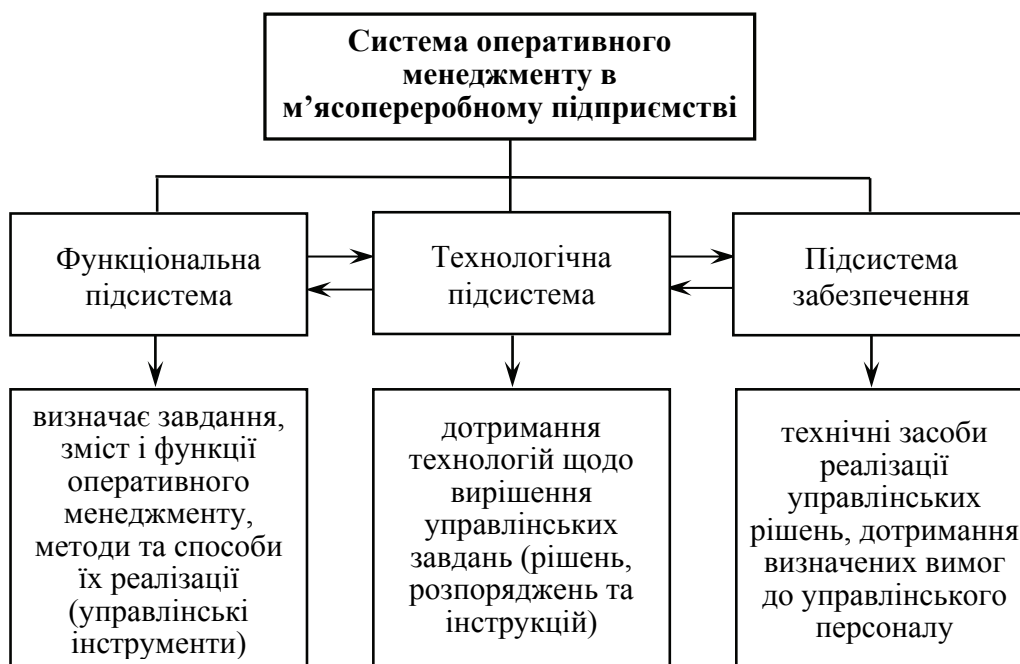 Система оперативного
менеджменту в
м’ясопереробному підприємстві
Функціональна
підсистема
Технологічна
підсистема
Підсистема
забезпечення
визначає завдання,
зміст і функції
оперативного
менеджменту,
методи та способи
їх реалізації
(управлінські
інструменти)
дотримання
технологій щодо
вирішення
управлінських
завдань (рішень,
розпоряджень та
інструкцій)
технічні засоби
реалізації
управлінських
рішень, дотримання
визначених вимог
до управлінського
персоналу